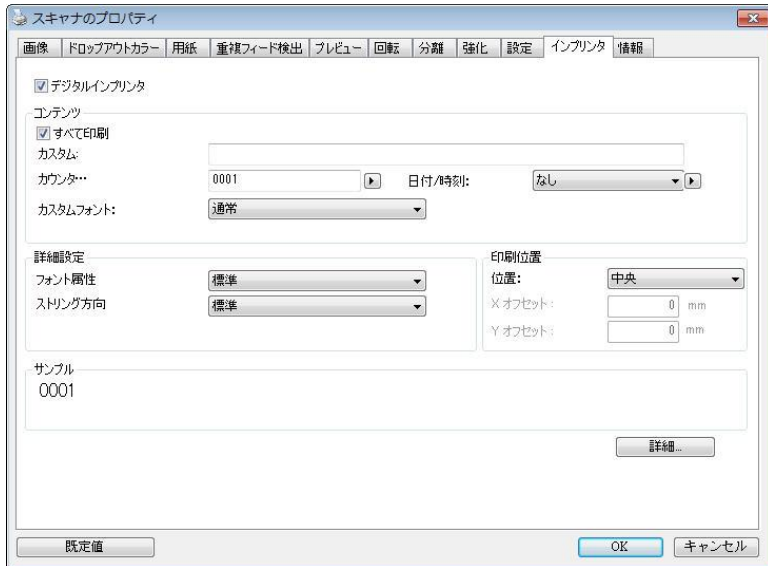 スキャナのプロパティ
画像 ドロップアウトカラー 用紙 重複フィード検出 プレビュー 回転 分離 強化 設定 インプリンタ 情報
デジタルインプリンタ
コンテンツ
すべて印刷
カスタム:
カウンタ… 0001 日付/時刻: なし
カスタムフォント: 通常
詳細設定
フォント属性 標準
ストリング方向 標準
印刷位置
位置: 中央
X オフセット: 0 mm
Y オフセット: 0 mm
サンプル
0001
詳細...
既定値 OK キャンセル